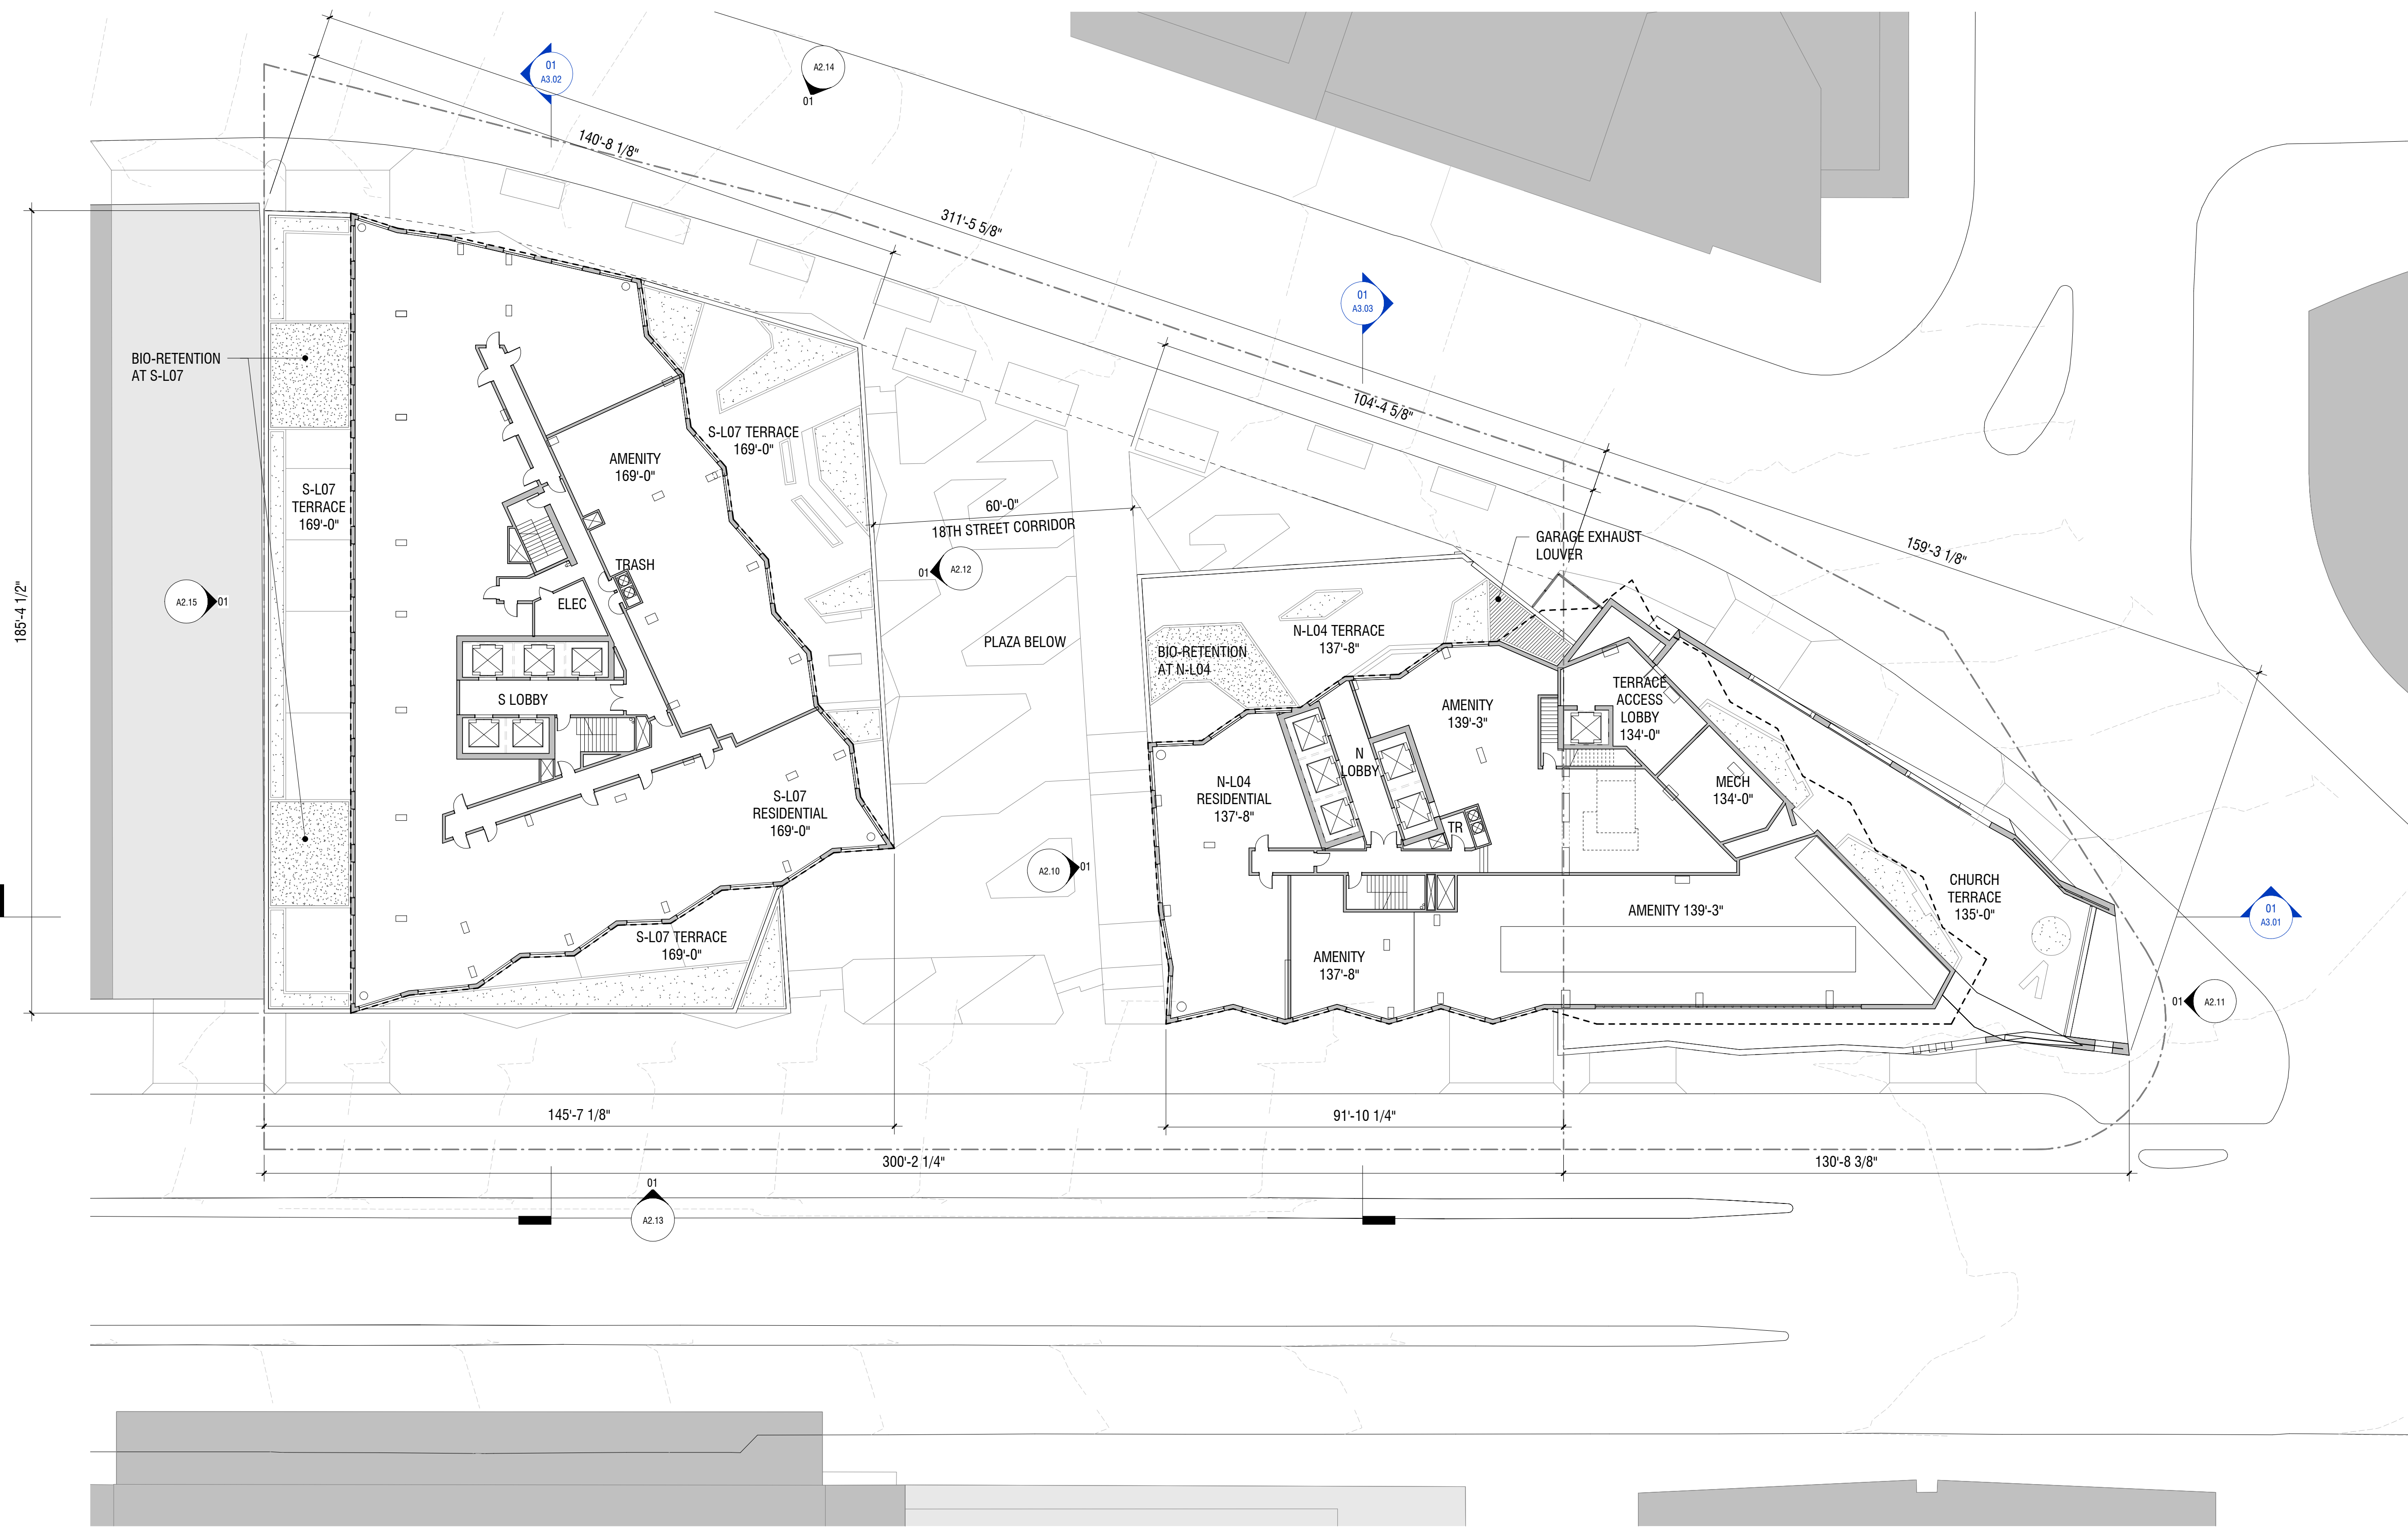 01
A3.02
A2.14
01
140'-8 1/8"
311'-5 5/8"
01
A3.03
104'-4 5/8"
159'-3 1/8"
BIO-RETENTION
AT S-L07
S-L07
TERRACE
169'-0"
AMENITY
169'-0"
S-L07 TERRACE
169'-0"
60'-0"
18TH STREET CORRIDOR
GARAGE EXHAUST
LOUVER
185'-4 1/2"
A2.15
01
TRASH
ELEC
01
A2.12
PLAZA BELOW
S LOBBY
BIO-RETENTION
AT N-L04
N-L04 TERRACE
137'-8"
AMENITY
139'-3"
TERRACE
ACCESS
LOBBY
134'-0"
N
LOBBY
MECH
134'-0"
N-L04
RESIDENTIAL
137'-8"
TR
S-L07
RESIDENTIAL
169'-0"
A2.10
01
CHURCH
TERRACE
135'-0"
AMENITY 139'-3"
01
A3.01
S-L07 TERRACE
169'-0"
AMENITY
137'-8"
01
A2.11
145'-7 1/8"
91'-10 1/4"
300'-2 1/4"
130'-8 3/8"
01
A2.13